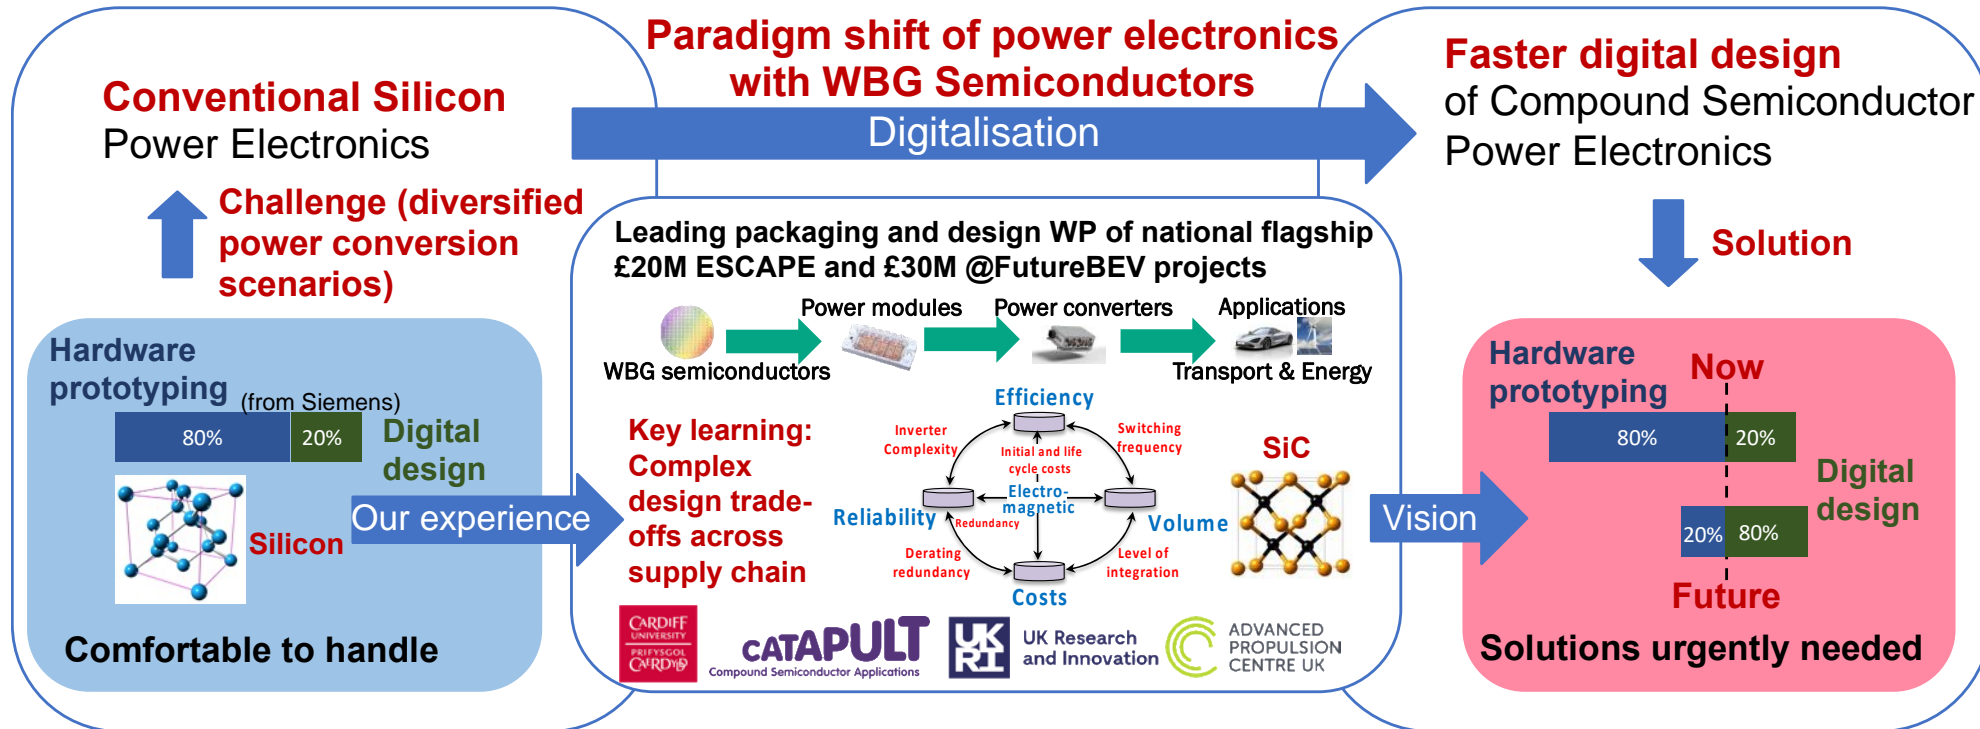 Paradigm shift of power electronics
with WBG Semiconductors
Digitalisation
Conventional Silicon
Power Electronics
Challenge (diversified
power conversion
scenarios)
Hardware
prototyping
(from Siemens)
80%
20%
Digital
design
Silicon
Comfortable to handle
Our experience
Leading packaging and design WP of national flagship
£20M ESCAPE and £30M @FutureBEV projects
Power modules
Power converters
Applications
WBG semiconductors
Transport & Energy
Key learning:
Complex
design trade-
offs across
supply chain
Efficiency
Inverter
Complexity
Switching
frequency
Initial and life
cycle costs
Electro-
magnetic
Reliability
Redundancy
Volume
Derating
redundancy
Level of
integration
Costs
SiC
CARDIFF
UNIVERSITY
PRIFYSGOL
CAERDYDD
CATAPULT
Compound Semiconductor Applications
UK
RI
UK Research
and Innovation
ADVANCED
PROPULSION
CENTRE UK
Vision
Faster digital design
of Compound Semiconductor
Power Electronics
Solution
Hardware
prototyping
Now
80%
20%
Digital
design
20%
80%
Future
Solutions urgently needed